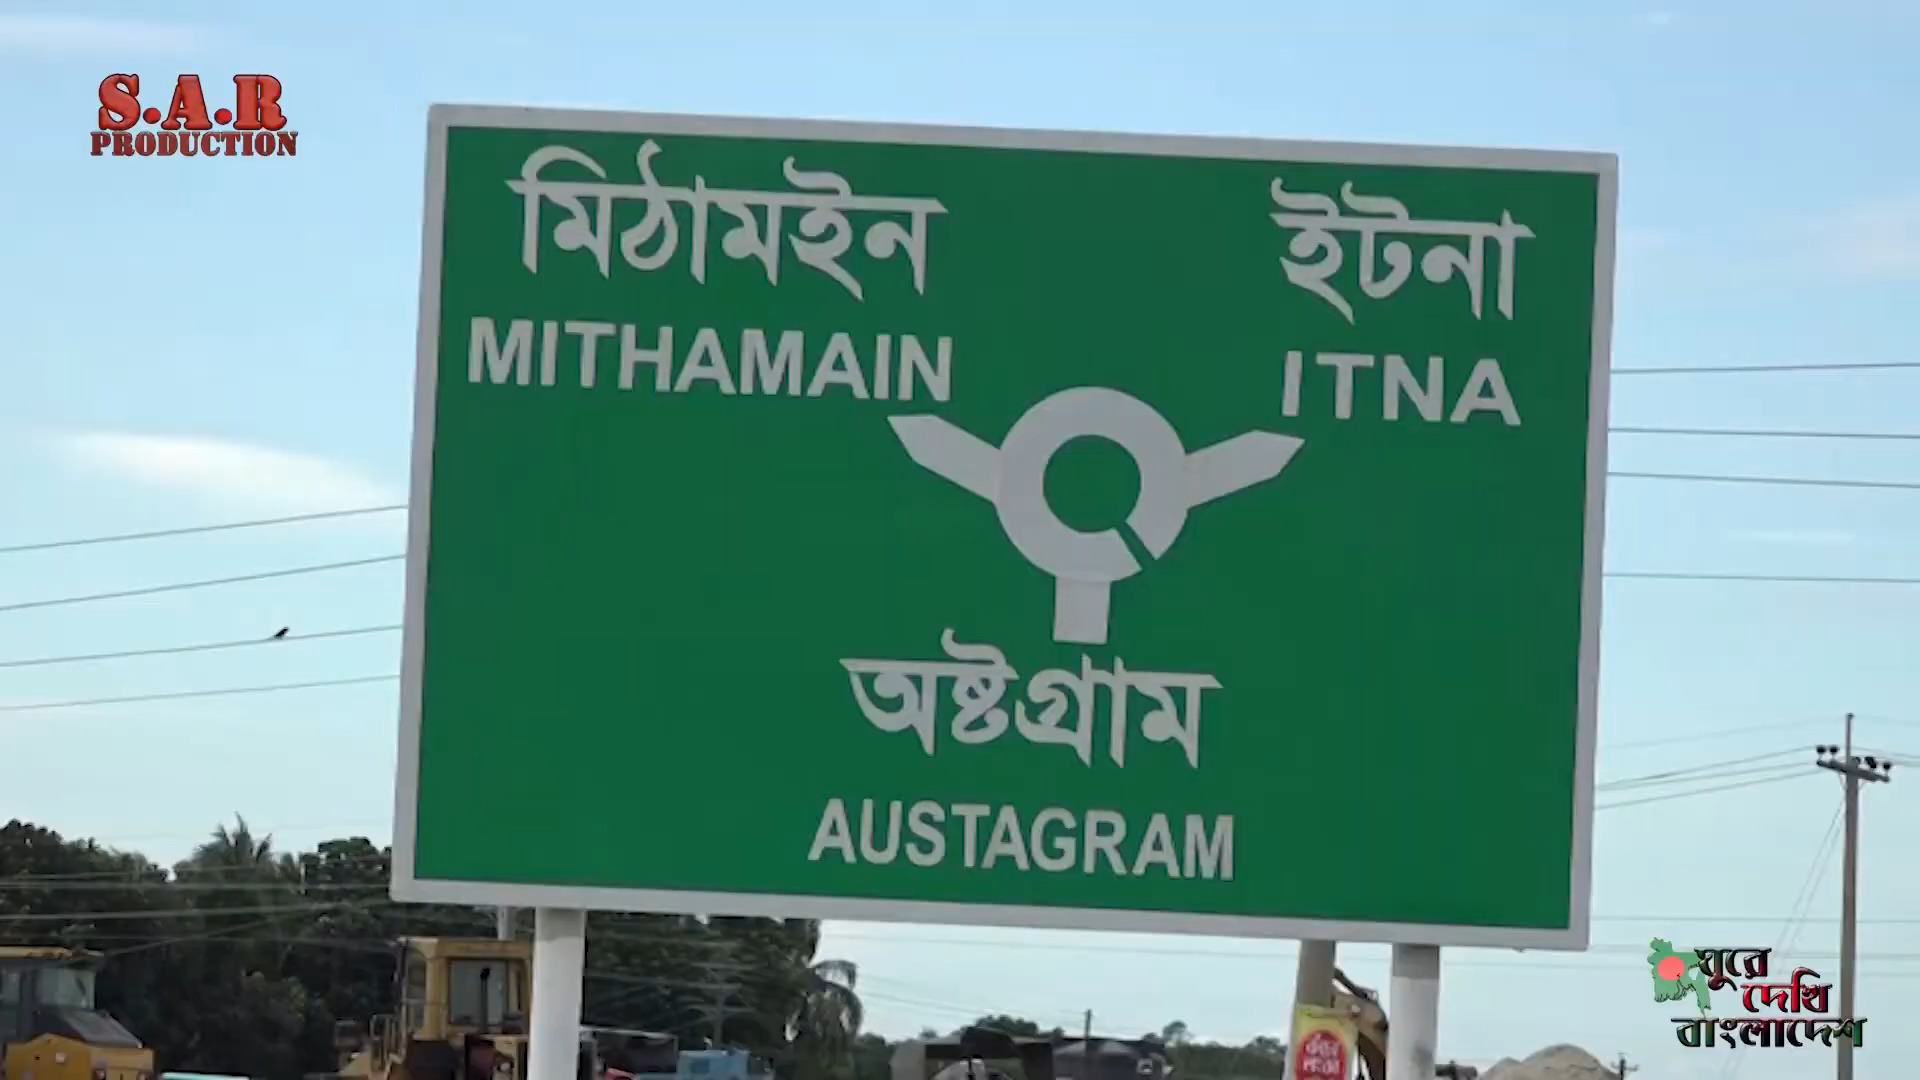 S.A.R
PRODUCTION
মিঠামইন
ইটনা
MITHAMAIN
ITNA
অষ্টগ্রাম
AUSTAGRAM
ঘুরে
দেখি
বাংলাদেশ